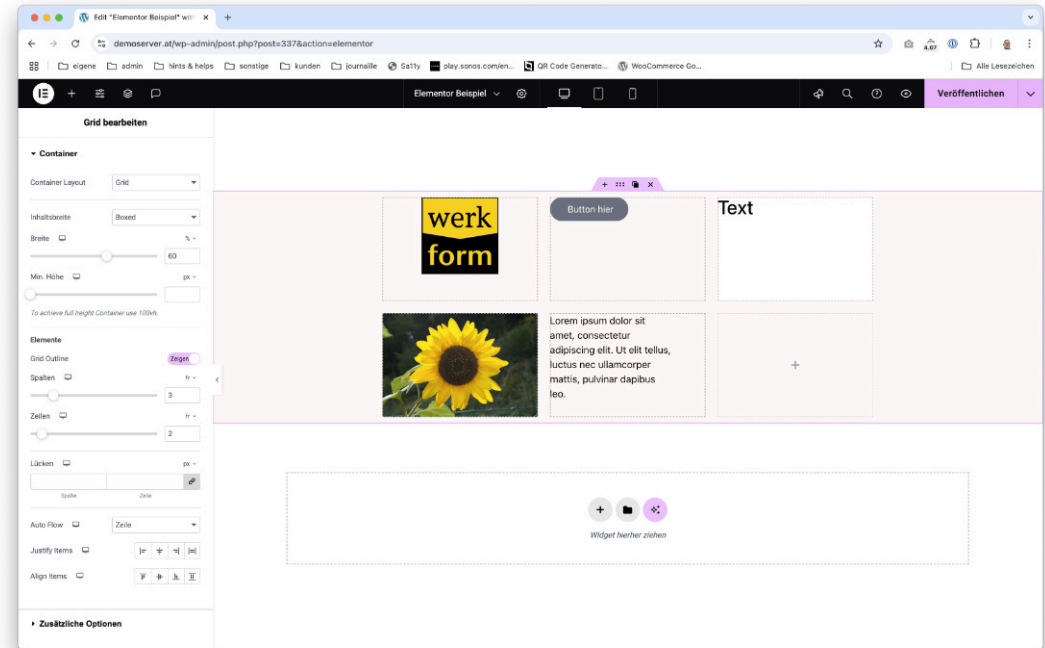 Edit "Elementor Beispiel" with
demoserver.at/wp-admin/post.php?post=337&action=elementor
4.07
eigene
admin
hints & helps
sonstige
kunden
journaille
Sa11y
play.sonos.com/en...
QR Code Generato...
WooCommerce Go...
Alle Lesezeichen
Elementor Beispiel
Veröffentlichen
Grid bearbeiten
Container
Container Layout
Grid
Inhaltsbreite
Boxed
Breite
%
60
Min. Höhe
px
To achieve full height Container use 100vh.
Elemente
Grid Outline
Zeigen
Spalten
fr
3
Zeilen
fr
2
Lücken
px
Spalte
Zeile
Auto Flow
Zeile
Justify Items
Align Items
Zusätzliche Optionen
werk
form
Button hier
Text
Lorem ipsum dolor sit
amet, consectetur
adipiscing elit. Ut elit tellus,
luctus nec ullamcorper
mattis, pulvinar dapibus
leo.
Widget hierher ziehen